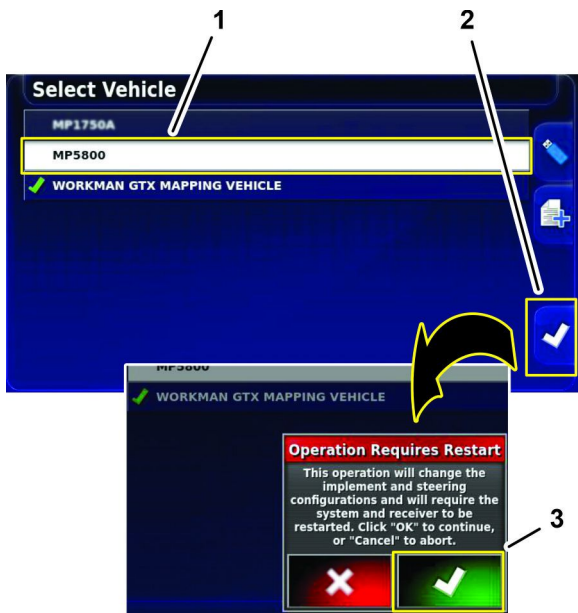 1
2
Select Vehicle
MP1750A
MP5800
WORKMAN GTX MAPPING VEHICLE
MP5800
WORKMAN GTX MAPPING VEHICLE
Operation Requires Restart
This operation will change the
implement and steering
configurations and will require the
system and receiver to be
restarted. Click "OK" to continue,
or "Cancel" to abort.
3